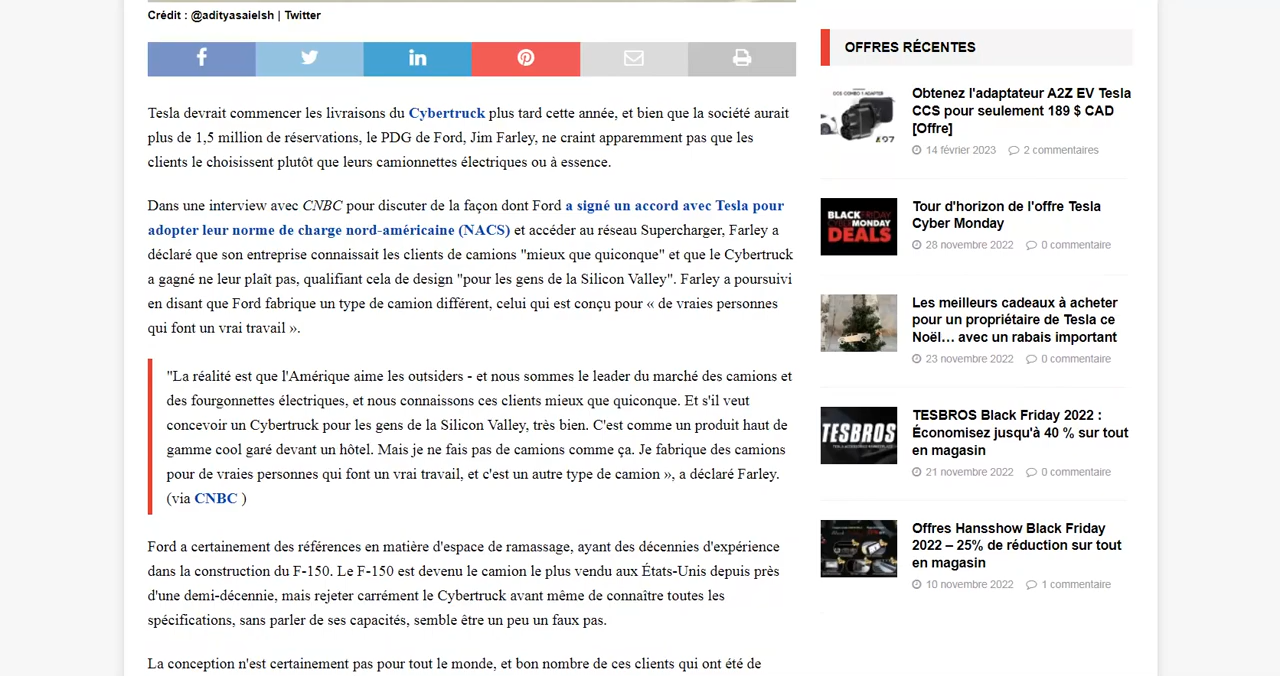 Crédit : @adityasaielsh | Twitter
Tesla devrait commencer les livraisons du Cybertruck plus tard cette année, et bien que la société aurait
plus de 1,5 million de réservations, le PDG de Ford, Jim Farley, ne craint apparemment pas que les
clients le choisissent plutôt que leurs camionnettes électriques ou à essence.
Dans une interview avec CNBC pour discuter de la façon dont Ford a signé un accord avec Tesla pour
adopter leur norme de charge nord-américaine (NACS) et accéder au réseau Supercharger, Farley a
déclaré que son entreprise connaissait les clients de camions "mieux que quiconque" et que le Cybertruck
a gagné ne leur plaît pas, qualifiant cela de design "pour les gens de la Silicon Valley". Farley a poursuivi
en disant que Ford fabrique un type de camion différent, celui qui est conçu pour « de vraies personnes
qui font un vrai travail ».
"La réalité est que l'Amérique aime les outsiders - et nous sommes le leader du marché des camions et
des fourgonnettes électriques, et nous connaissons ces clients mieux que quiconque. Et s'il veut
concevoir un Cybertruck pour les gens de la Silicon Valley, très bien. C'est comme un produit haut de
gamme cool garé devant un hôtel. Mais je ne fais pas de camions comme ça. Je fabrique des camions
pour de vraies personnes qui font un vrai travail, et c'est un autre type de camion », a déclaré Farley.
(via CNBC )
Ford a certainement des références en matière d'espace de ramassage, ayant des décennies d'expérience
dans la construction du F-150. Le F-150 est devenu le camion le plus vendu aux États-Unis depuis près
d'une demi-décennie, mais rejeter carrément le Cybertruck avant même de connaître toutes les
spécifications, sans parler de ses capacités, semble être un peu un faux pas.
La conception n'est certainement pas pour tout le monde, et bon nombre de ces clients qui ont été de
OFFRES RÉCENTES
Obtenez l'adaptateur A2Z EV Tesla
CCS pour seulement 189 $ CAD
[Offre]
14 février 2023 2 commentaires
BLACK FRIDAY
CYBER MONDAY
DEALS
Tour d'horizon de l'offre Tesla
Cyber Monday
28 novembre 2022 0 commentaire
Les meilleurs cadeaux à acheter
pour un propriétaire de Tesla ce
Noël… avec un rabais important
23 novembre 2022 0 commentaire
TESBROS
TESBROS Black Friday 2022 :
Économisez jusqu'à 40 % sur tout
en magasin
21 novembre 2022 0 commentaire
Offres Hansshow Black Friday
2022 – 25% de réduction sur tout
en magasin
10 novembre 2022 1 commentaire